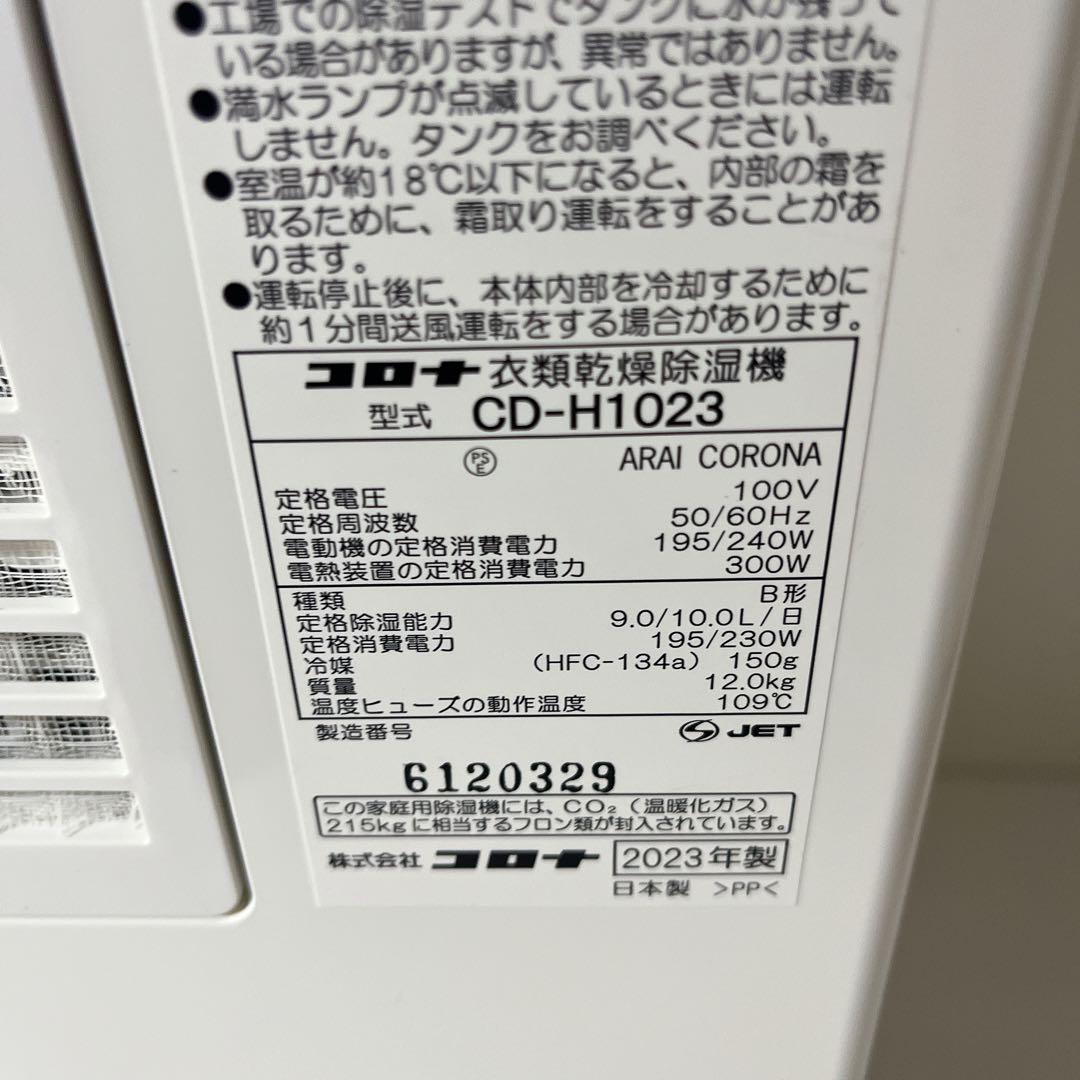 ●工場での除湿テストでタンクに水が残って
いる場合がありますが、異常ではありません。
●満水ランプが点滅しているときには運転
しません。タンクをお調べください。
●室温が約18℃以下になると、内部の霜を
取るために、霜取り運転をすることがあ
ります。
●運転停止後に、本体内部を冷却するために
約1分間送風運転をする場合があります。
コロナ衣類乾燥除湿機
型式 CD-H1023
PSE ARAI CORONA
定格電圧 100V
定格周波数 50/60Hz
電動機の定格消費電力 195/240W
電熱装置の定格消費電力 300W
種類 B形
定格除湿能力 9.0/10.0L/日
定格消費電力 195/230W
冷媒 (HFC-134a) 150g
質量 12.0kg
温度ヒューズの動作温度 109℃
製造番号 JET
6120329
この家庭用除湿機には、CO₂(温暖化ガス)
215kgに相当するフロン類が封入されています。
株式会社 コロナ 2023年製
日本製 >PP<